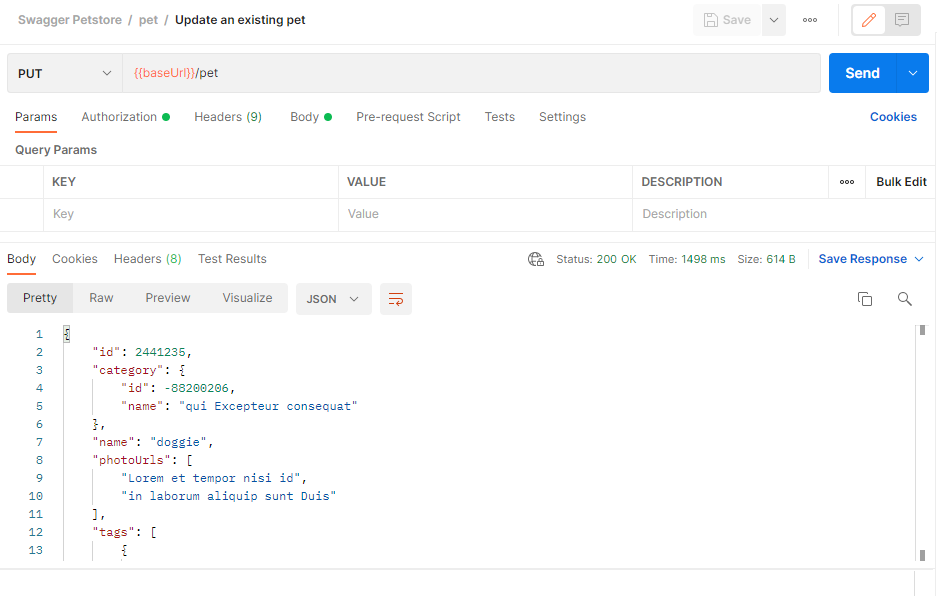 Swagger Petstore / pet / Update an existing pet
Save
PUT {{baseUrl}}/pet Send
Params Authorization Headers (9) Body Pre-request Script Tests Settings Cookies
Query Params
KEY VALUE DESCRIPTION Bulk Edit
Key Value Description
Body Cookies Headers (8) Test Results Status: 200 OK Time: 1498 ms Size: 614 B Save Response
Pretty Raw Preview Visualize JSON
1 {
2 "id": 2441235,
3 "category": {
4 "id": -88200206,
5 "name": "qui Excepteur consequat"
6 },
7 "name": "doggie",
8 "photoUrls": [
9 "Lorem et tempor nisi id",
10 "in laborum aliquip sunt Duis"
11 ],
12 "tags": [
13 {